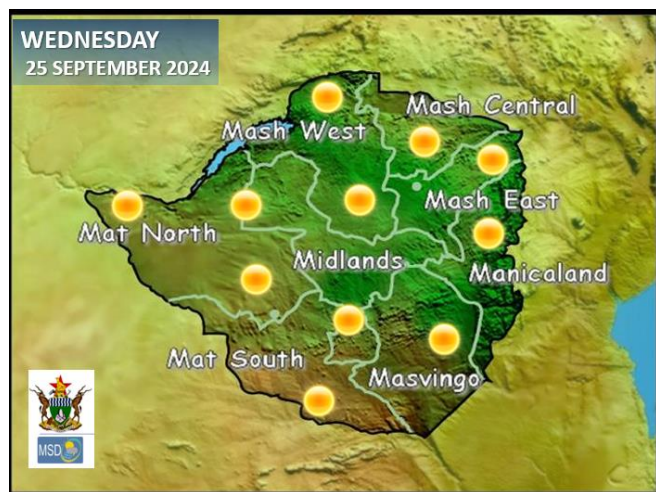 WEDNESDAY
25 SEPTEMBER 2024
Mash Central
Mash West
Mash East
Mat North
Midlands
Manicaland
Mat South
Masvingo
MSD